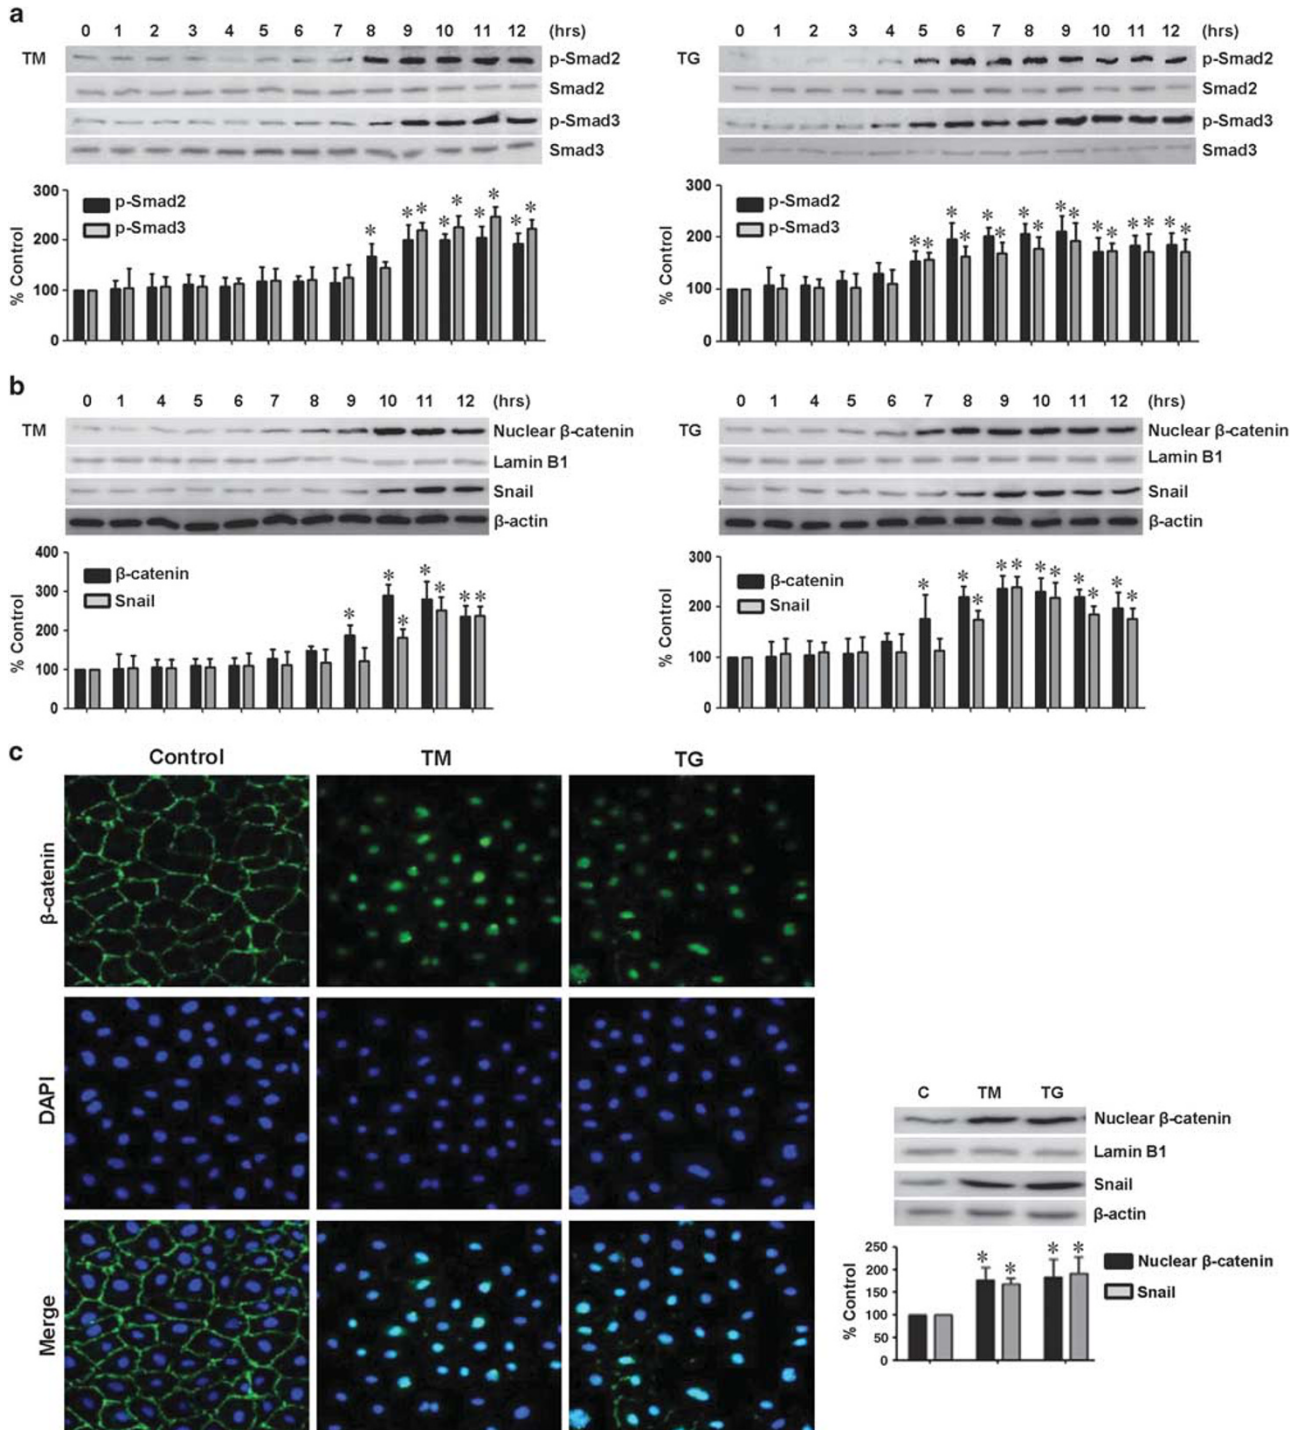 a
0 1 2 3 4 5 6 7 8 9 10 11 12 (hrs)
TM
p-Smad2
Smad2
p-Smad3
Smad3
300
200
100
0
% Control
p-Smad2
p-Smad3
* * * * * * * * *
0 1 2 3 4 5 6 7 8 9 10 11 12 (hrs)
TG
p-Smad2
Smad2
p-Smad3
Smad3
300
200
100
0
% Control
p-Smad2
p-Smad3
* * * * * * * * * * * * * * * *
b
0 1 4 5 6 7 8 9 10 11 12 (hrs)
TM
Nuclear β-catenin
Lamin B1
Snail
β-actin
400
300
200
100
0
% Control
β-catenin
Snail
* * * * * * *
0 1 4 5 6 7 8 9 10 11 12 (hrs)
TG
Nuclear β-catenin
Lamin B1
Snail
β-actin
300
200
100
0
% Control
β-catenin
Snail
* * * * * * * * * * *
c
Control TM TG
β-catenin
DAPI
Merge
C TM TG
Nuclear β-catenin
Lamin B1
Snail
β-actin
250
200
150
100
50
0
% Control
* * * *
Nuclear β-catenin
Snail